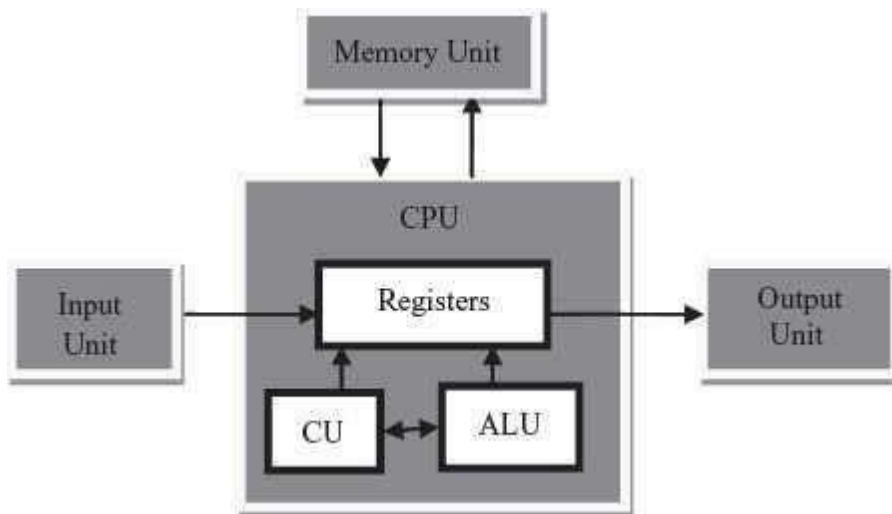 Memory Unit
CPU
Registers
Input
Unit
Output
Unit
CU
ALU